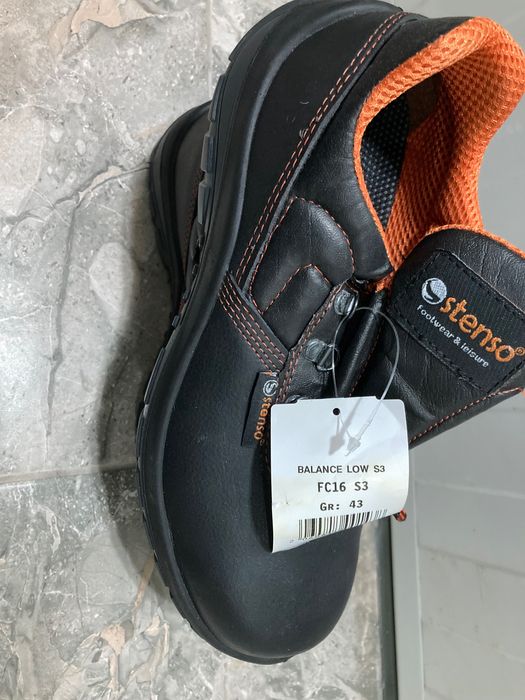 stenso®
Footwear & leisure
stenso
BALANCE LOW S3
FC16 S3
GR: 43